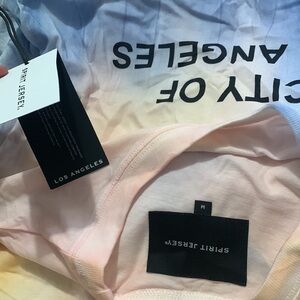 CITY OF
ANGELES
SPIRIT JERSEY.
LOS ANGELES
M
SPIRIT JERSEY®